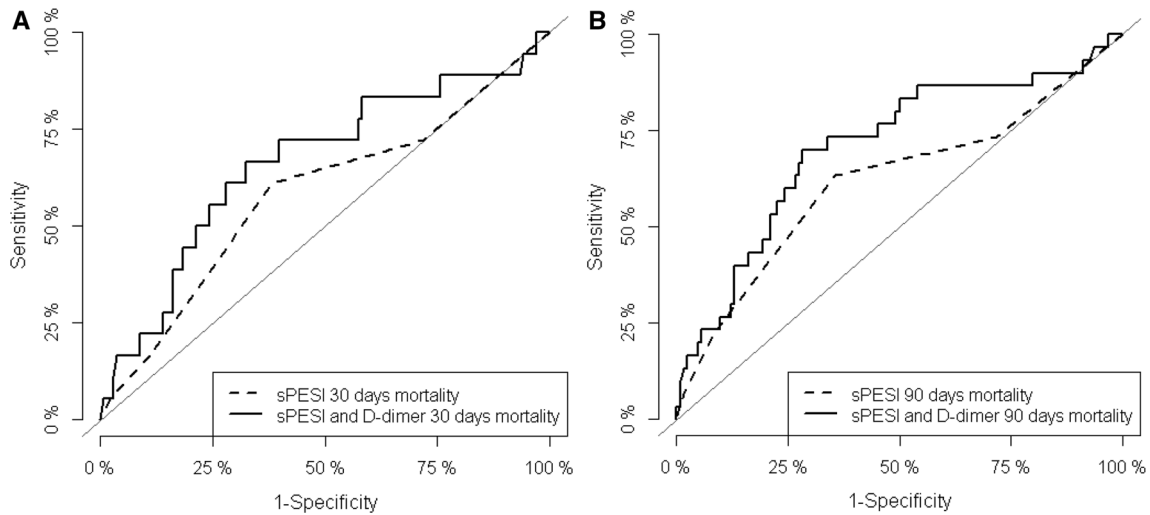 A
100 %
75 %
50 %
25 %
0 %
Sensitivity
sPESI 30 days mortality
sPESI and D-dimer 30 days mortality
0 %
25 %
50 %
75 %
100 %
1-Specificity
B
100 %
75 %
50 %
25 %
0 %
Sensitivity
sPESI 90 days mortality
sPESI and D-dimer 90 days mortality
0 %
25 %
50 %
75 %
100 %
1-Specificity